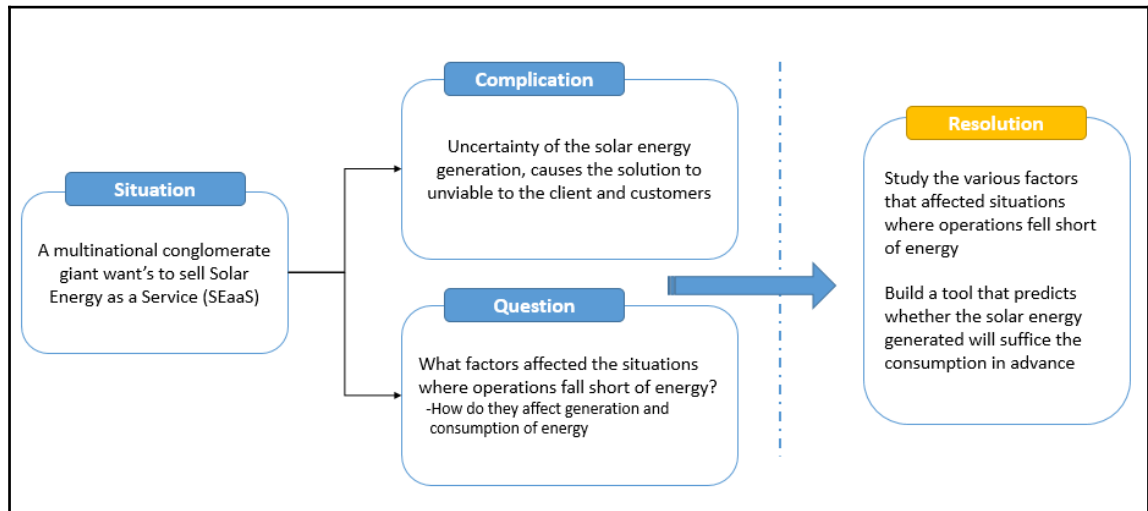 Situation
A multinational conglomerate
giant want's to sell Solar
Energy as a Service (SEaaS)
Complication
Uncertainty of the solar energy
generation, causes the solution to
unviable to the client and customers
Question
What factors affected the situations
where operations fall short of energy?
-How do they affect generation and
consumption of energy
Resolution
Study the various factors
that affected situations
where operations fell short
of energy
Build a tool that predicts
whether the solar energy
generated will suffice the
consumption in advance